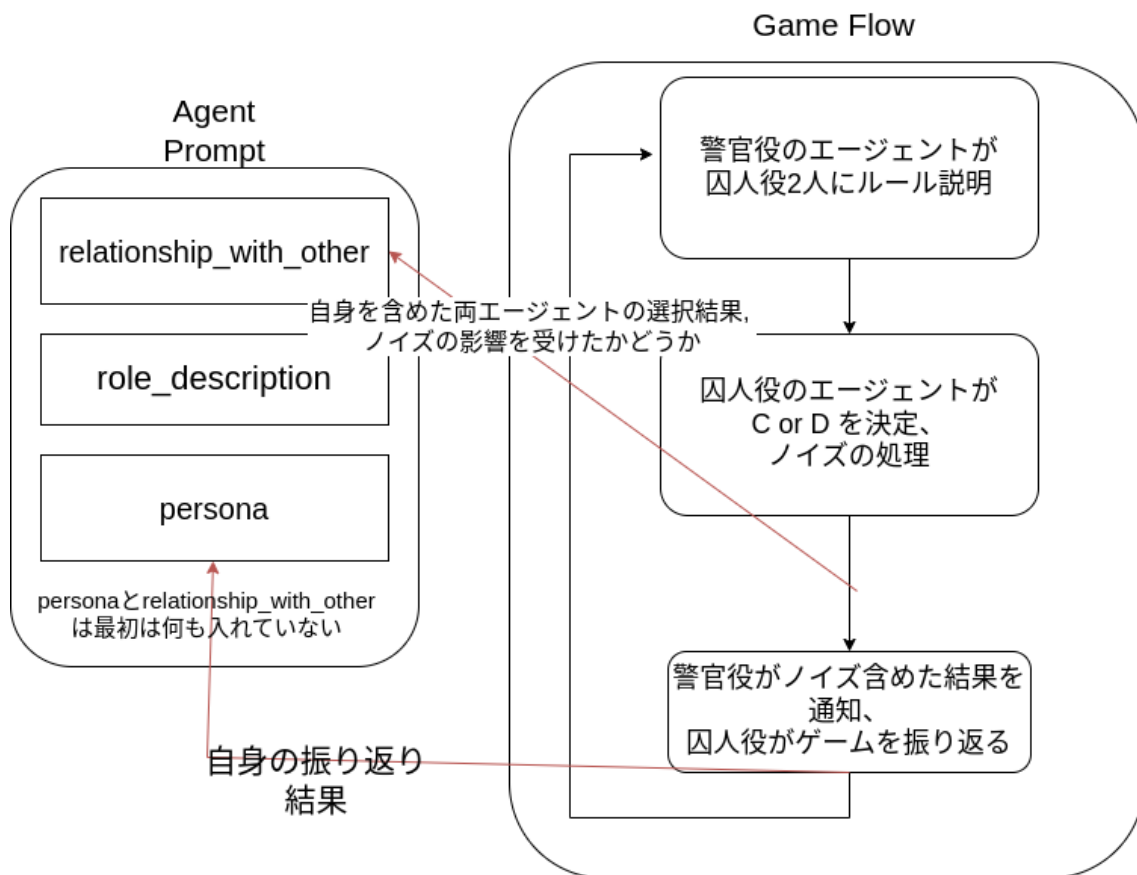 Game Flow
Agent
Prompt
relationship_with_other
role_description
persona
personaとrelationship_with_other
は最初は何も入れていない
自身を含めた両エージェントの選択結果,
ノイズの影響を受けたかどうか
自身の振り返り
結果
警官役のエージェントが
囚人役2人にルール説明
囚人役のエージェントが
C or D を決定、
ノイズの処理
警官役がノイズ含めた結果を
通知、
囚人役がゲームを振り返る